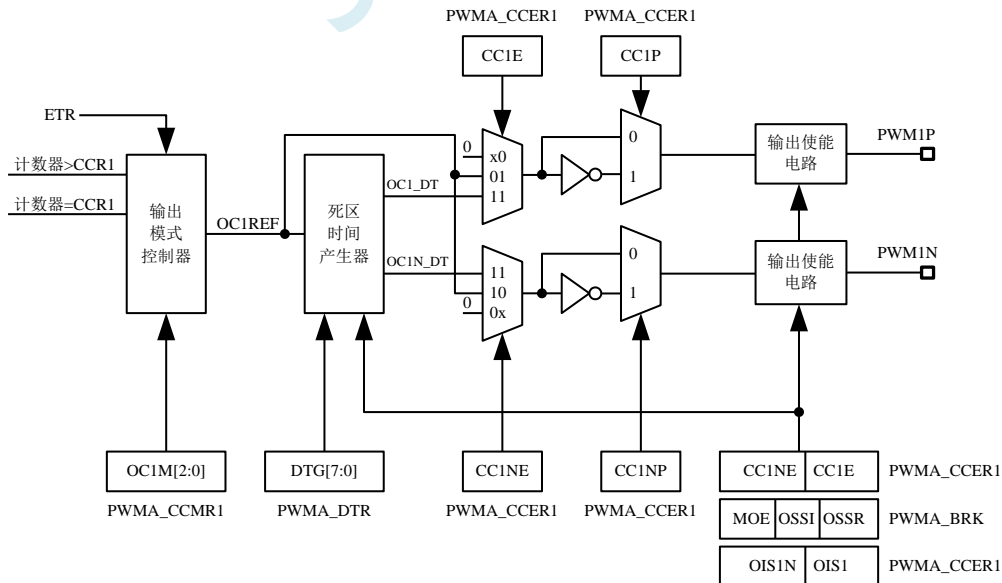 PWMA_CCER1
PWMA_CCER1
CC1E
CC1P
ETR
计数器>CCR1
计数器=CCR1
输出
模式
控制器
OC1REF
死区
时间
产生器
OC1_DT
OC1N_DT
0
x0
01
11
0
1
输出使能
电路
PWM1P
11
10
0x
0
0
1
输出使能
电路
PWM1N
OC1M[2:0]
DTG[7:0]
CC1NE
CC1NP
CC1NE CC1E PWMA_CCER1
PWMA_CCMR1
PWMA_DTR
PWMA_CCER1
PWMA_CCER1
MOE OSSI OSSR PWMA_BRK
OIS1N OIS1 PWMA_CCER1